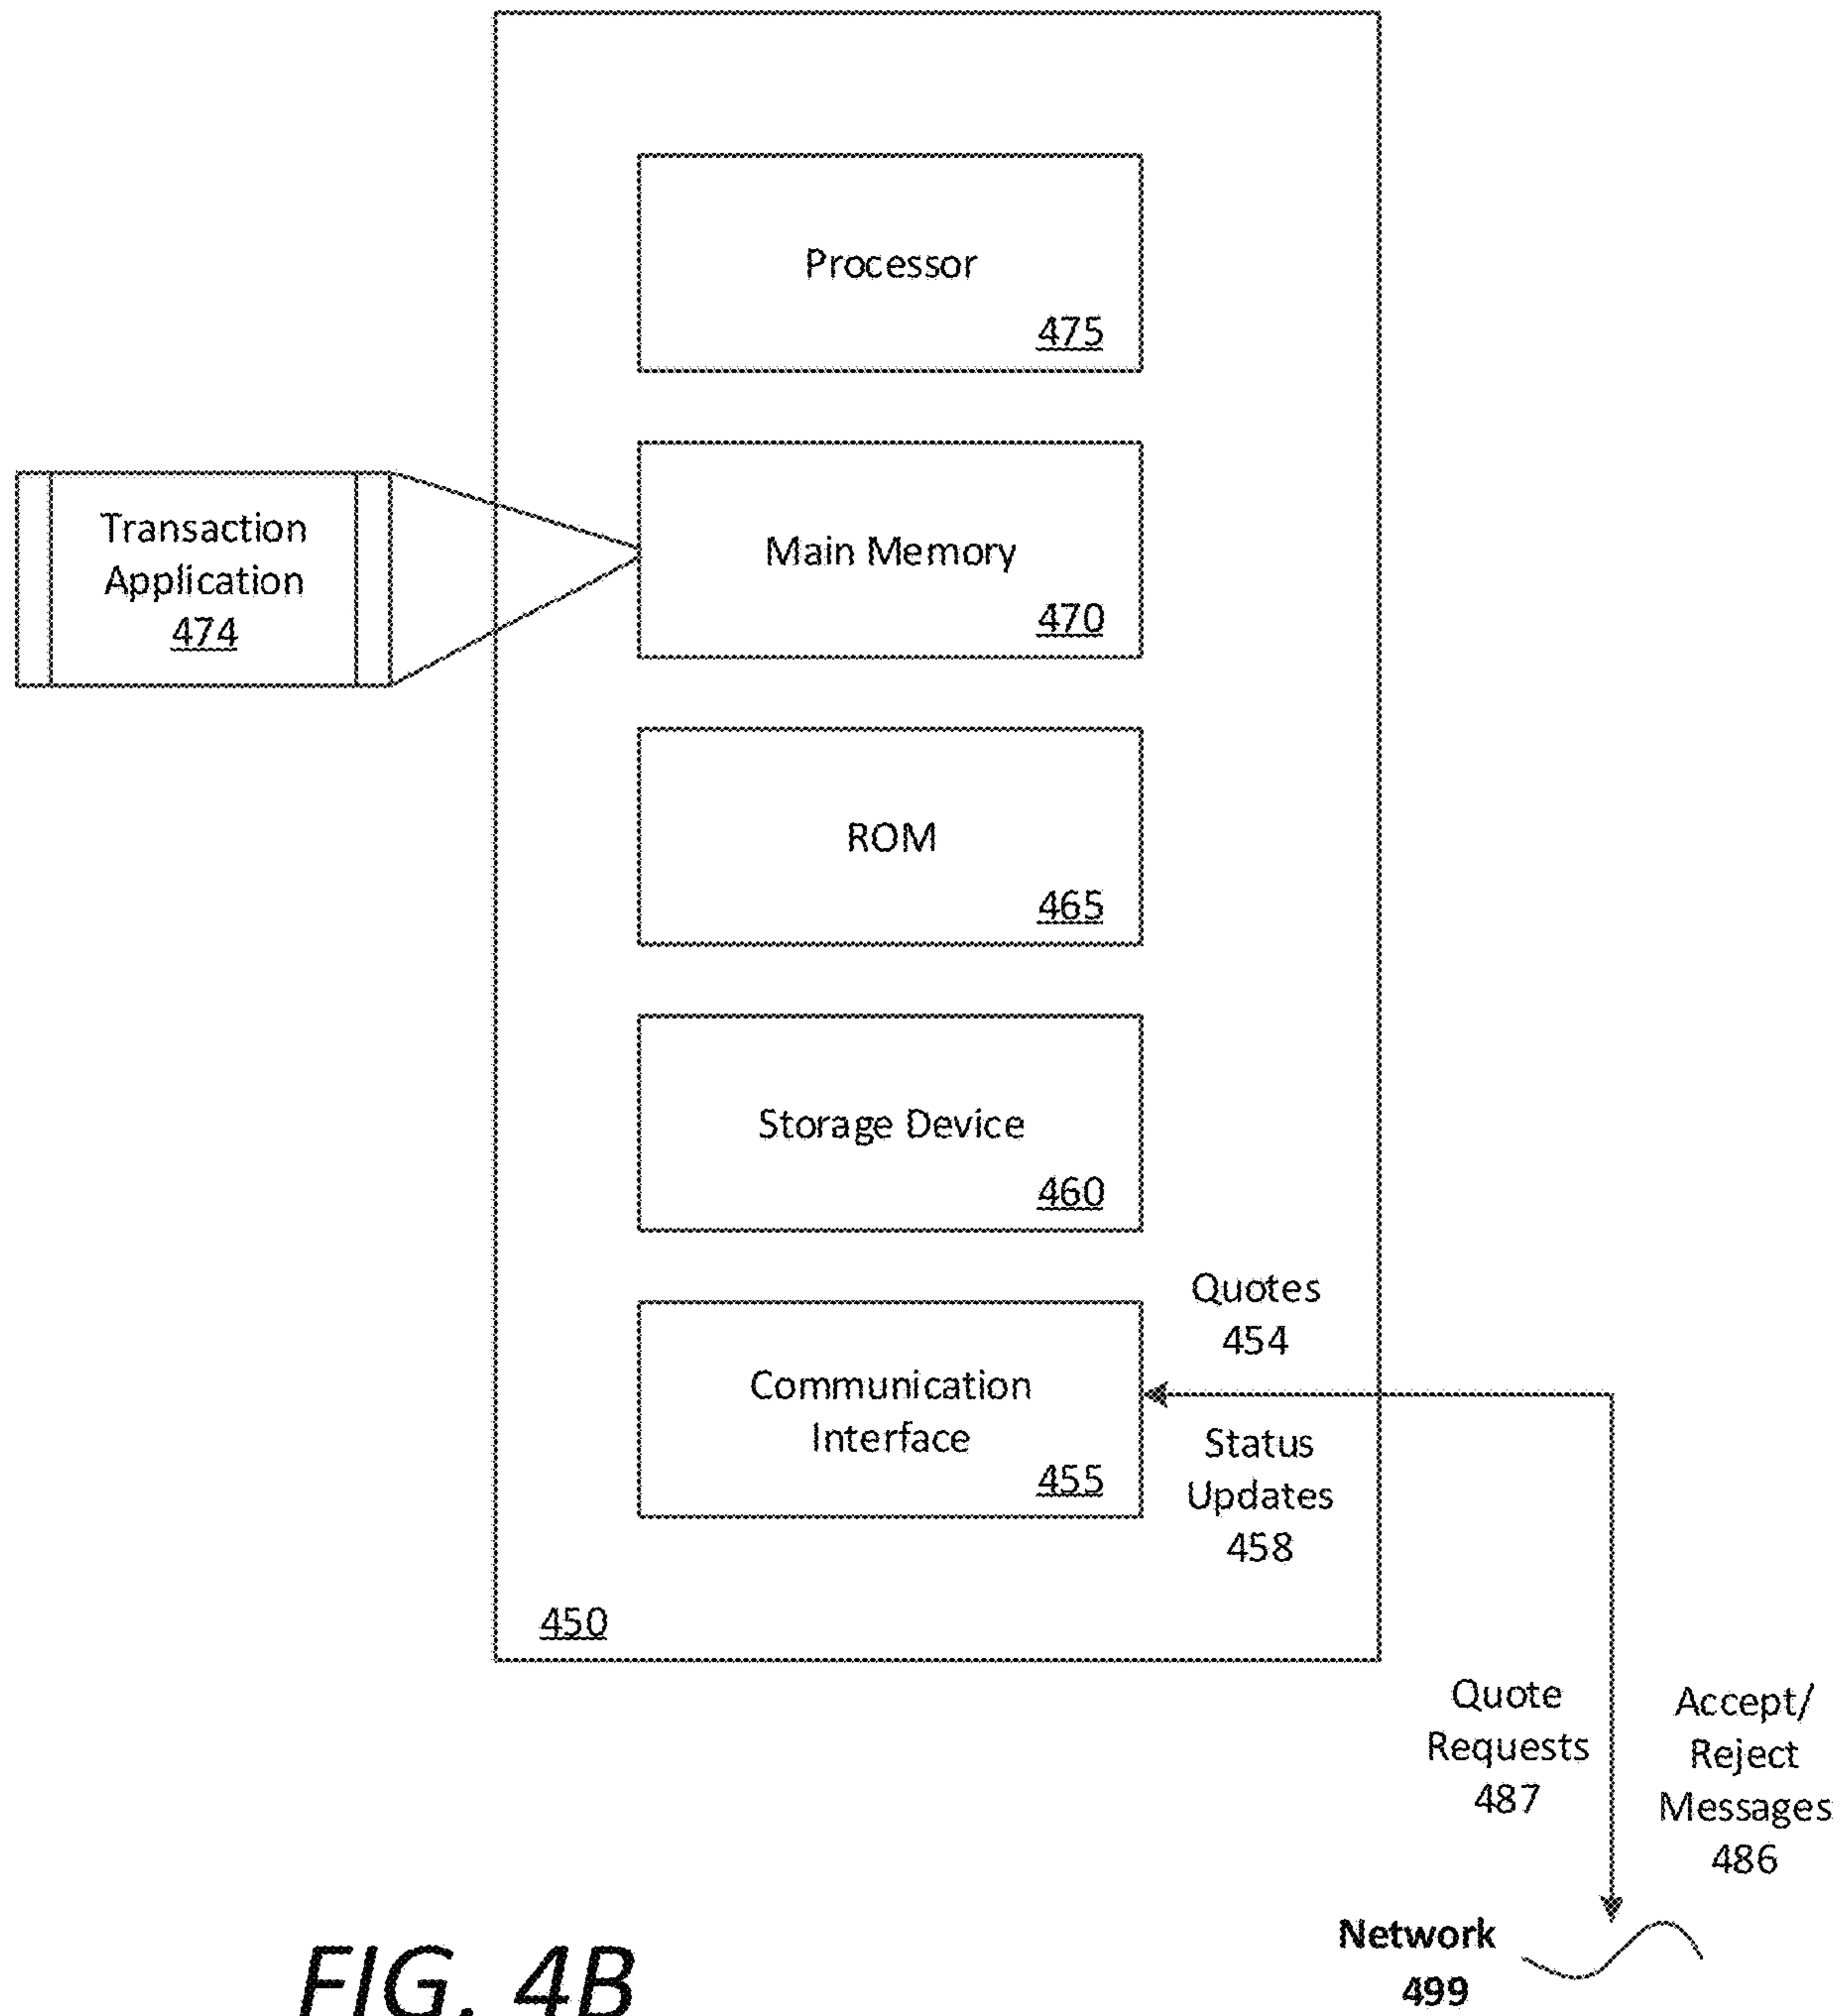 Processor
475
Transaction
Application
474
Main Memory
470
ROM
465
Storage Device
460
Quotes
454
Communication
Interface
455
Status
Updates
458
450
Quote
Requests
487
Accept/
Reject
Messages
486
Network
499
FIG. 4B